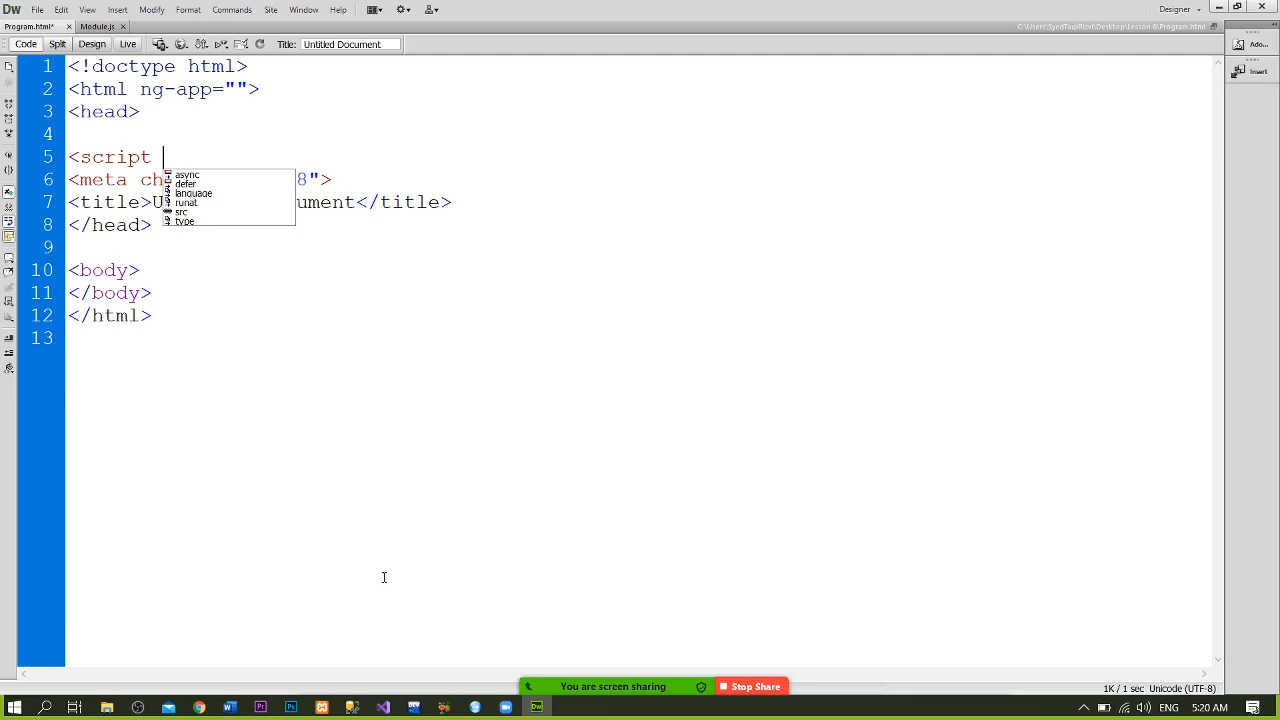 Dw File Edit View Insert Modify Format Commands Site Window Help Designer
Program.html* × Module.js ×
C:\Users\SyedTaqiRizvi\Desktop\Lesson 6\Program.html
Code Split Design Live Title: Untitled Document
Ado...
Insert
1 <!doctype html>
2 <html ng-app="">
3 <head>
4
5 <script
async
defer
language
runat
src
type
6 <meta ch 8">
7 <title>U ument</title>
8 </head>
9
10 <body>
11 </body>
12 </html>
13
You are screen sharing Stop Share
1K / 1 sec Unicode (UTF-8)
ENG 5:20 AM